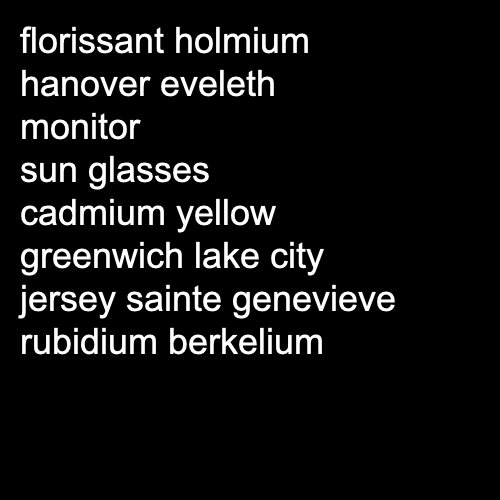 florissant holmium
hanover eveleth
monitor
sun glasses
cadmium yellow
greenwich lake city
jersey sainte genevieve
rubidium berkelium